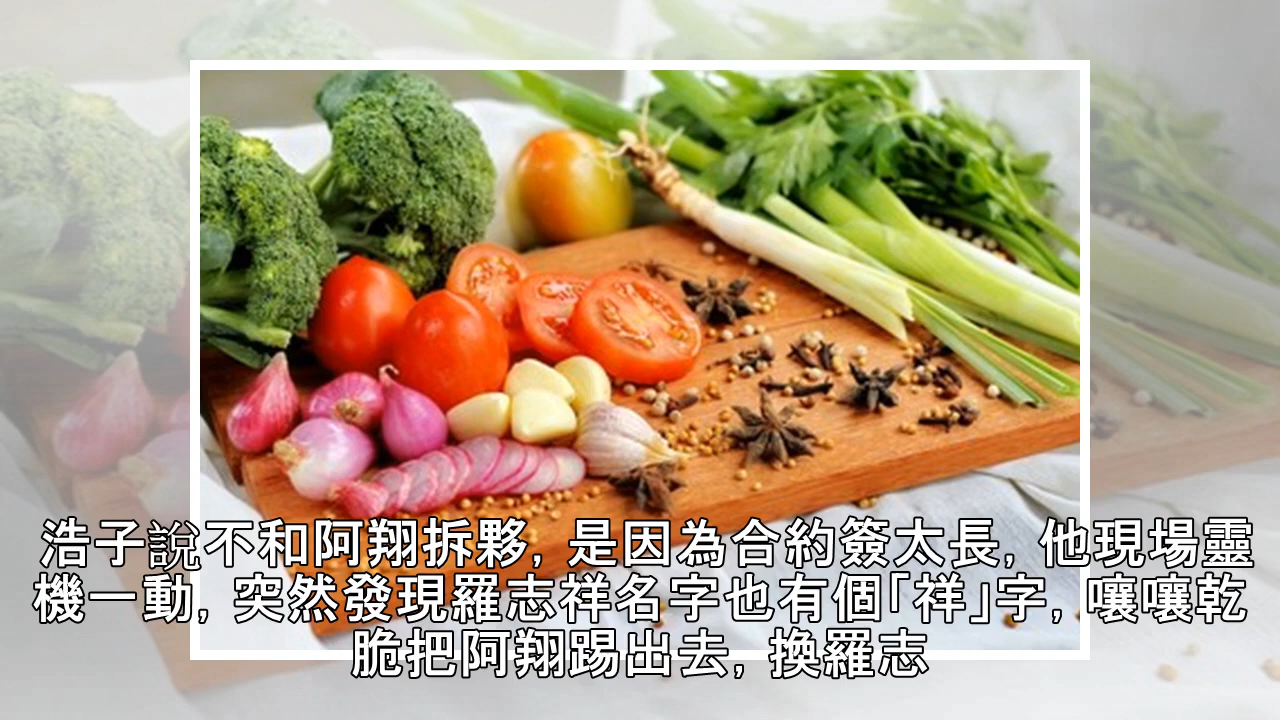 浩子說不和阿翔拆夥, 是因為合約簽太長, 他現場靈
機一動, 突然發現羅志祥名字也有個「祥」字, 嚷嚷乾
脆把阿翔踢出去, 換羅志